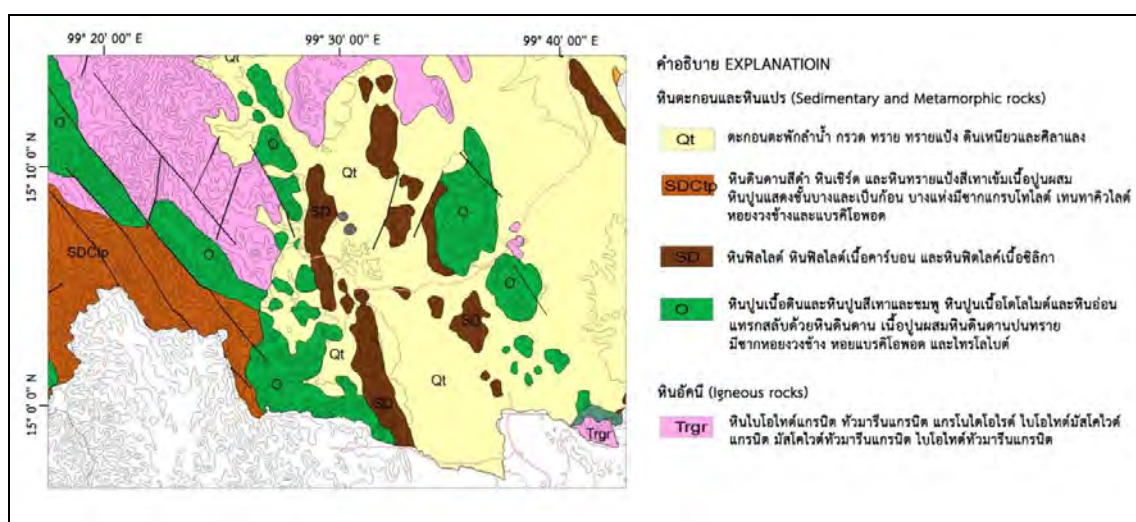 99° 20' 00" E
99° 30' 00" E
99° 40' 00" E
15° 10' 0" N
15° 0' 0" N
Qt
O
Qt
SD
O
O
O
SDCtp
O
SD
Qt
Qt
O
SD
Trgr
คำอธิบาย EXPLANATIOIN
หินตะกอนและหินแปร (Sedimentary and Metamorphic rocks)
Qt ตะกอนตะพักลำน้ำ กรวด ทราย ทรายแป้ง ดินเหนียวและศิลาแลง
SDCtp หินดินดานสีดำ หินเชิร์ต และหินทรายแป้งสีเทาเข้มเนื้อปูนผสม
หินปูนแสดงชั้นบางและเป็นก้อน บางแห่งมีซากแกรบโทไลต์ เทนทาคิวไลต์
หอยงวงช้างและแบรคิโอพอด
SD หินฟิลไลต์ หินฟิลไลต์เนื้อคาร์บอน และหินฟิตไลค์เนื้อซิลิกา
O หินปูนเนื้อดินและหินปูนสีเทาและชมพู หินปูนเนื้อโดโลไมต์และหินอ่อน
แทรกสลับด้วยหินดินดาน เนื้อปูนผสมหินดินดานปนทราย
มีซากหอยงวงช้าง หอยแบรคิโอพอด และไทรโลไบต์
หินอัคนี (Igneous rocks)
Trgr หินไบโอไทต์แกรนิต ทัวมารีนแกรนิต แกรโนไดโอไรต์ ไบโอไทต์มัสโคไวต์
แกรนิต มัสโคไวต์ทัวมารีนแกรนิต ไบโอไทต์ทัวมารีนแกรนิต